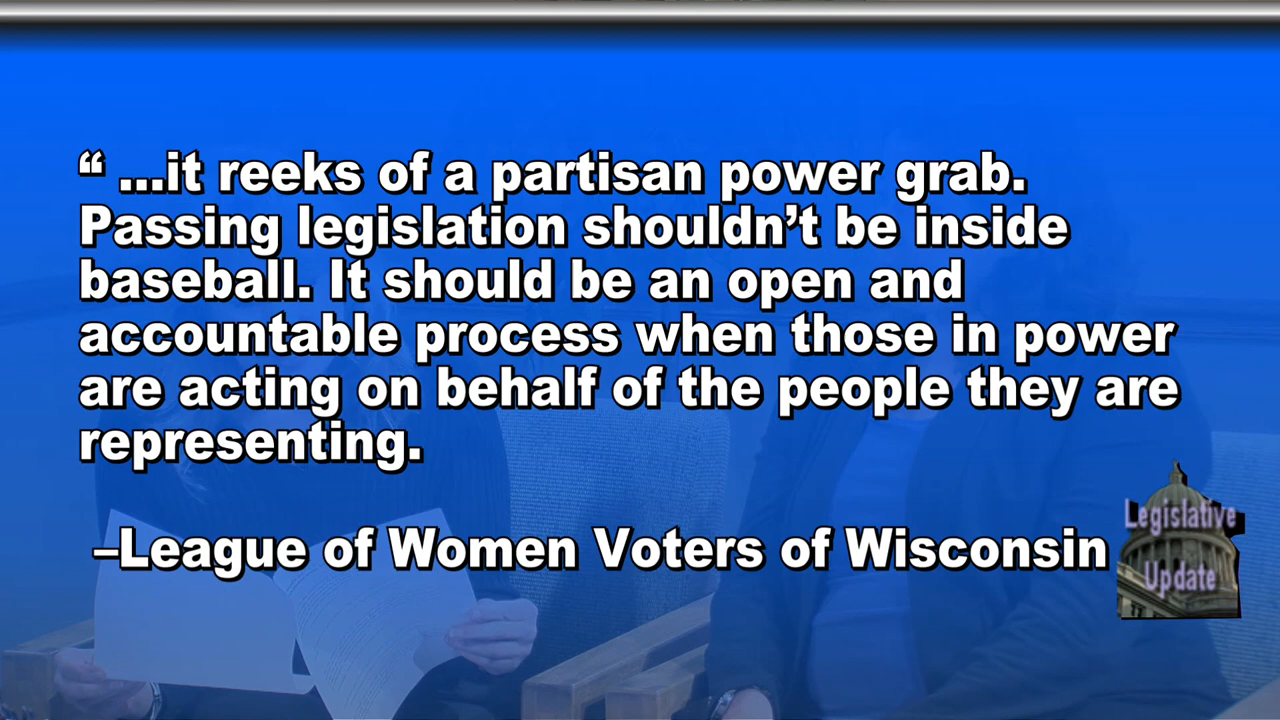 “ ...it reeks of a partisan power grab.
Passing legislation shouldn’t be inside
baseball. It should be an open and
accountable process when those in power
are acting on behalf of the people they are
representing.
–League of Women Voters of Wisconsin
Legislative
Update